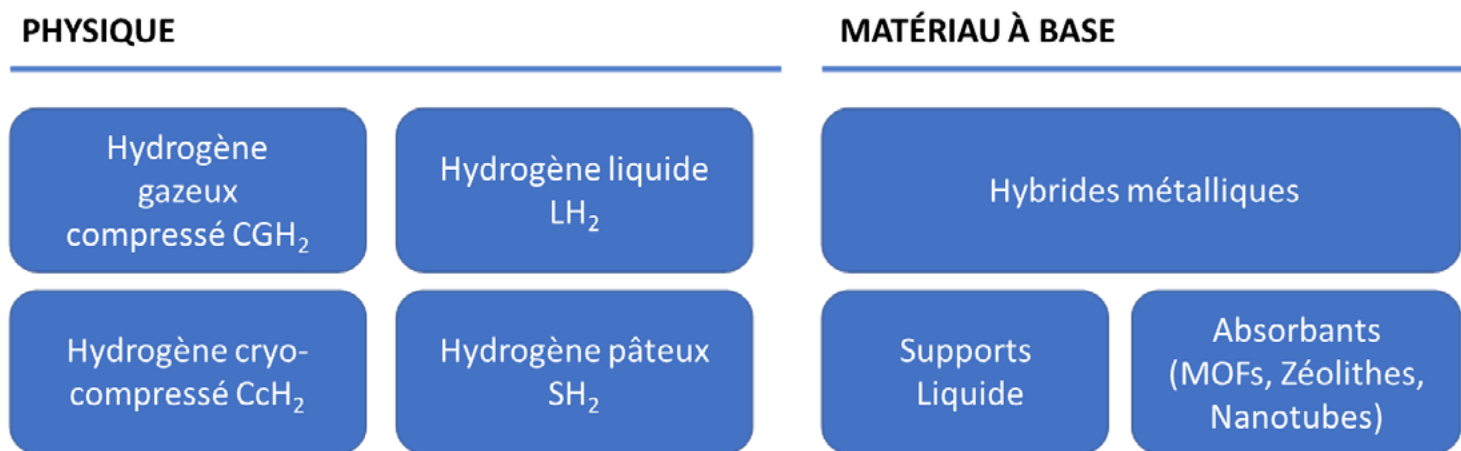 PHYSIQUE
Hydrogène
gazeux
compressé CGH₂
Hydrogène liquide
LH₂
Hydrogène cryo-
compressé CcH₂
Hydrogène pâteux
SH₂
MATÉRIAU À BASE
Hybrides métalliques
Supports
Liquide
Absorbants
(MOFs, Zéolithes,
Nanotubes)